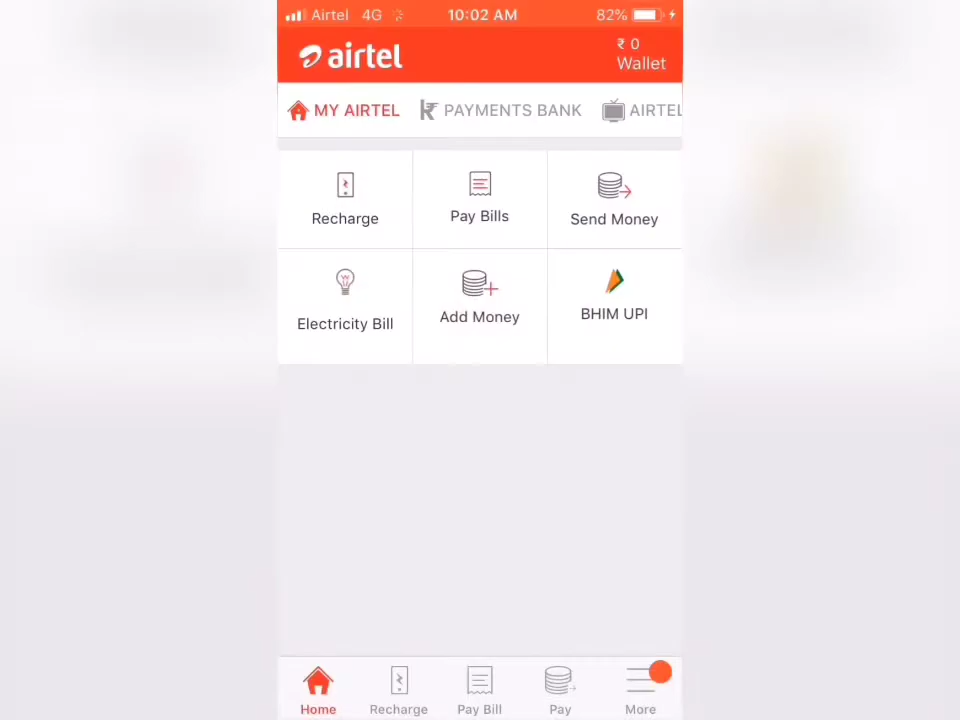 Airtel 4G 10:02 AM 82%
airtel
₹ 0
Wallet
MY AIRTEL PAYMENTS BANK AIRTEL
Recharge Pay Bills Send Money
Electricity Bill Add Money BHIM UPI
Home Recharge Pay Bill Pay More